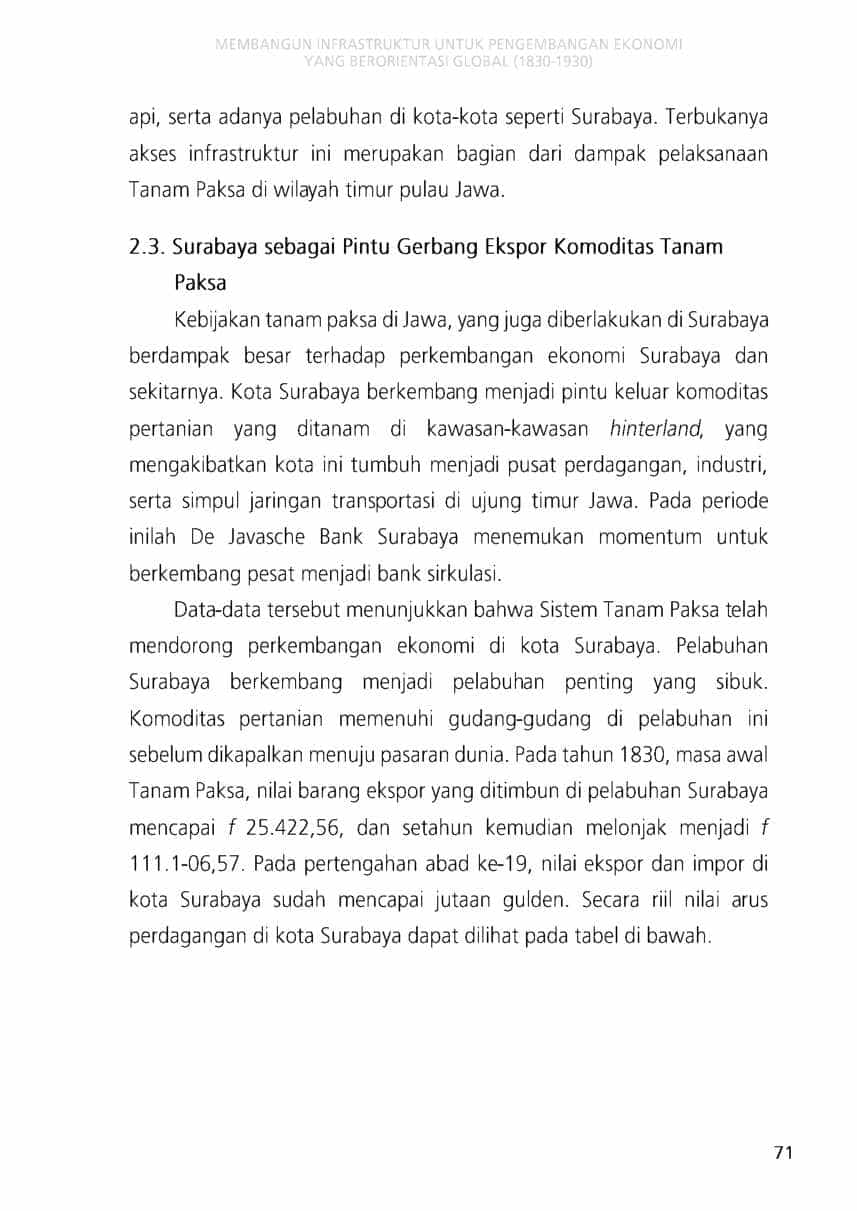 MEMBANGUN INFRASTRUKTUR UNTUK PENGEMBANGAN EKONOMI
YANG BERORIENTASI GLOBAL (1830-1930)
api, serta adanya pelabuhan di kota-kota seperti Surabaya. Terbukanya
akses infrastruktur ini merupakan bagian dari dampak pelaksanaan
Tanam Paksa di wilayah timur pulau Jawa.
2.3. Surabaya sebagai Pintu Gerbang Ekspor Komoditas Tanam
Paksa
Kebijakan tanam paksa di Jawa, yang juga diberlakukan di Surabaya
berdampak besar terhadap perkembangan ekonomi Surabaya dan
sekitarnya. Kota Surabaya berkembang menjadi pintu keluar komoditas
pertanian yang ditanam di kawasan-kawasan hinterland, yang
mengakibatkan kota ini tumbuh menjadi pusat perdagangan, industri,
serta simpul jaringan transportasi di ujung timur Jawa. Pada periode
inilah De Javasche Bank Surabaya menemukan momentum untuk
berkembang pesat menjadi bank sirkulasi.
Data-data tersebut menunjukkan bahwa Sistem Tanam Paksa telah
mendorong perkembangan ekonomi di kota Surabaya. Pelabuhan
Surabaya berkembang menjadi pelabuhan penting yang sibuk.
Komoditas pertanian memenuhi gudang-gudang di pelabuhan ini
sebelum dikapalkan menuju pasaran dunia. Pada tahun 1830, masa awal
Tanam Paksa, nilai barang ekspor yang ditimbun di pelabuhan Surabaya
mencapai f 25.422,56, dan setahun kemudian melonjak menjadi f
111.1-06,57. Pada pertengahan abad ke-19, nilai ekspor dan impor di
kota Surabaya sudah mencapai jutaan gulden. Secara riil nilai arus
perdagangan di kota Surabaya dapat dilihat pada tabel di bawah.
71